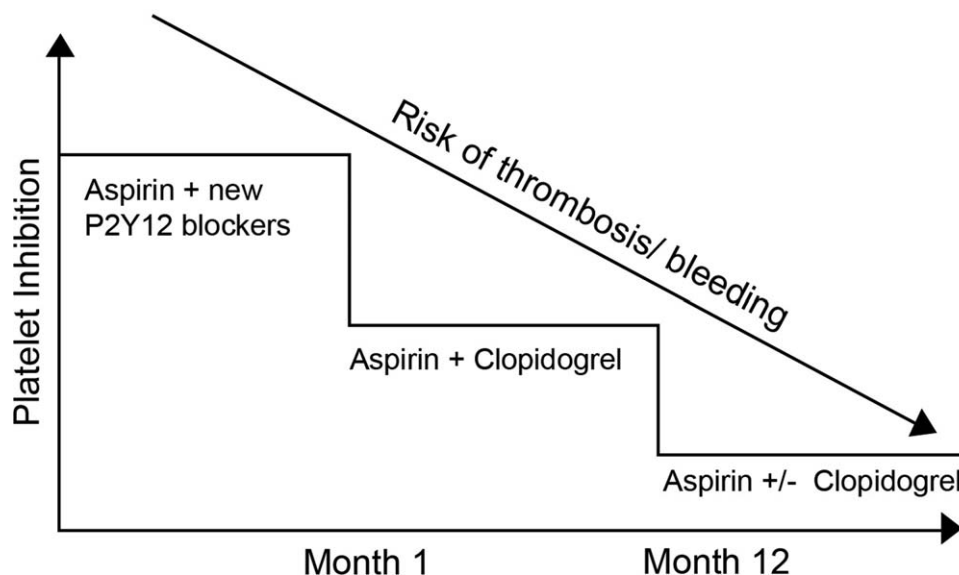 Platelet Inhibition
Risk of thrombosis/ bleeding
Aspirin + new
P2Y12 blockers
Aspirin + Clopidogrel
Aspirin +/- Clopidogrel
Month 1
Month 12